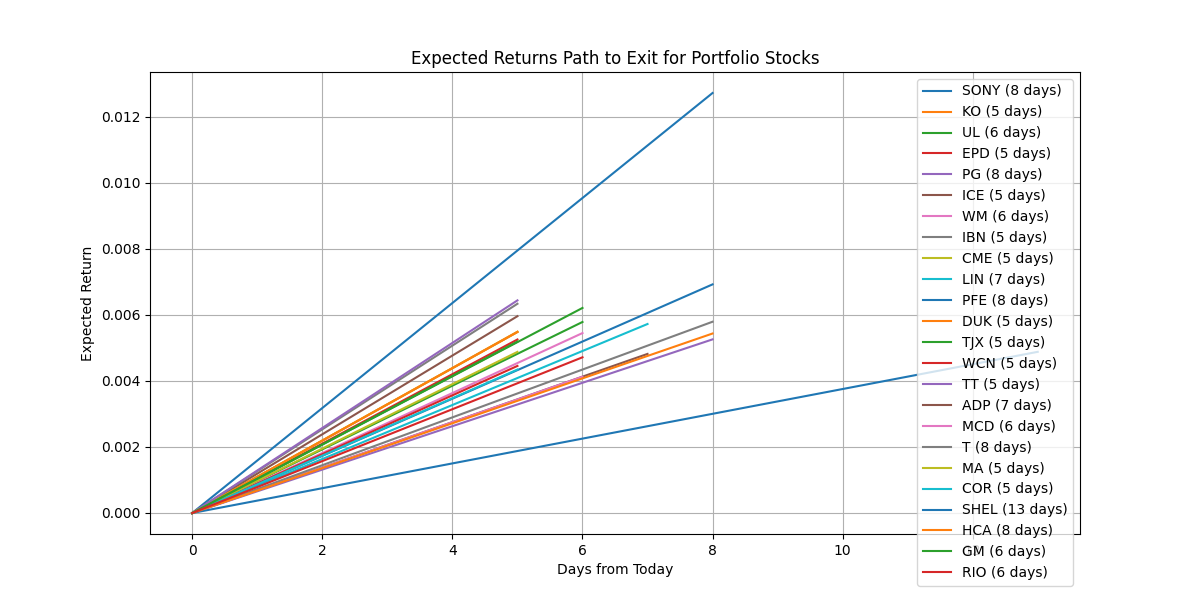 Expected Returns Path to Exit for Portfolio Stocks
Expected Return
0.012
0.010
0.008
0.006
0.004
0.002
0.000
0
2
4
6
8
10
Days from Today
SONY (8 days)
KO (5 days)
UL (6 days)
EPD (5 days)
PG (8 days)
ICE (5 days)
WM (6 days)
IBN (5 days)
CME (5 days)
LIN (7 days)
PFE (8 days)
DUK (5 days)
TJX (5 days)
WCN (5 days)
TT (5 days)
ADP (7 days)
MCD (6 days)
T (8 days)
MA (5 days)
COR (5 days)
SHEL (13 days)
HCA (8 days)
GM (6 days)
RIO (6 days)